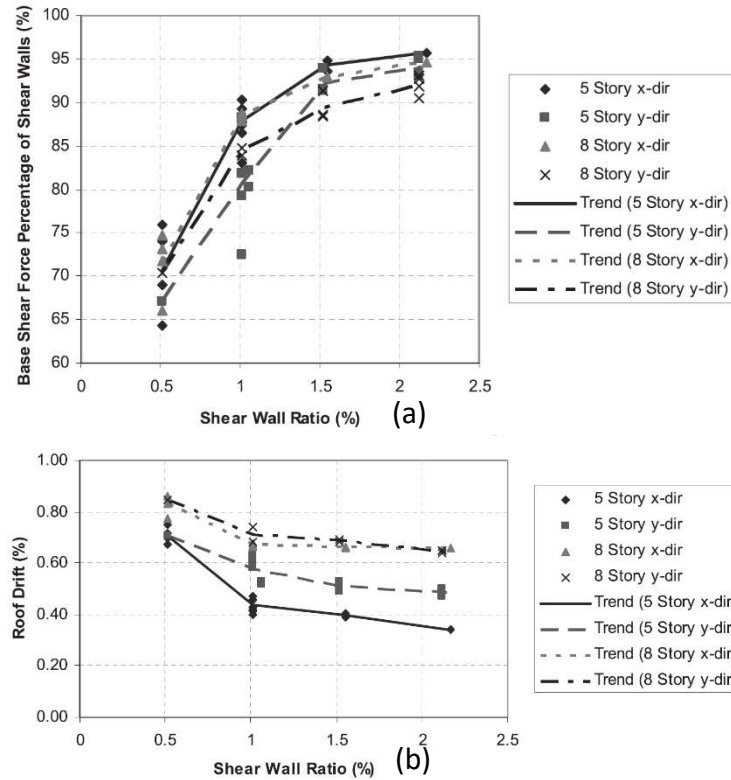 Base Shear Force Percentage of Shear Walls (%)
100
95
90
85
80
75
70
65
60
0
0.5
1
1.5
2
2.5
Shear Wall Ratio (%)
(a)
5 Story x-dir
5 Story y-dir
8 Story x-dir
8 Story y-dir
Trend (5 Story x-dir)
Trend (5 Story y-dir)
Trend (8 Story x-dir)
Trend (8 Story y-dir)
Roof Drift (%)
1.00
0.80
0.60
0.40
0.20
0.00
0
0.5
1
1.5
2
2.5
Shear Wall Ratio (%)
(b)
5 Story x-dir
5 Story y-dir
8 Story x-dir
8 Story y-dir
Trend (5 Story x-dir
Trend (5 Story y-dir
Trend (8 Story x-dir
Trend (8 Story y-dir